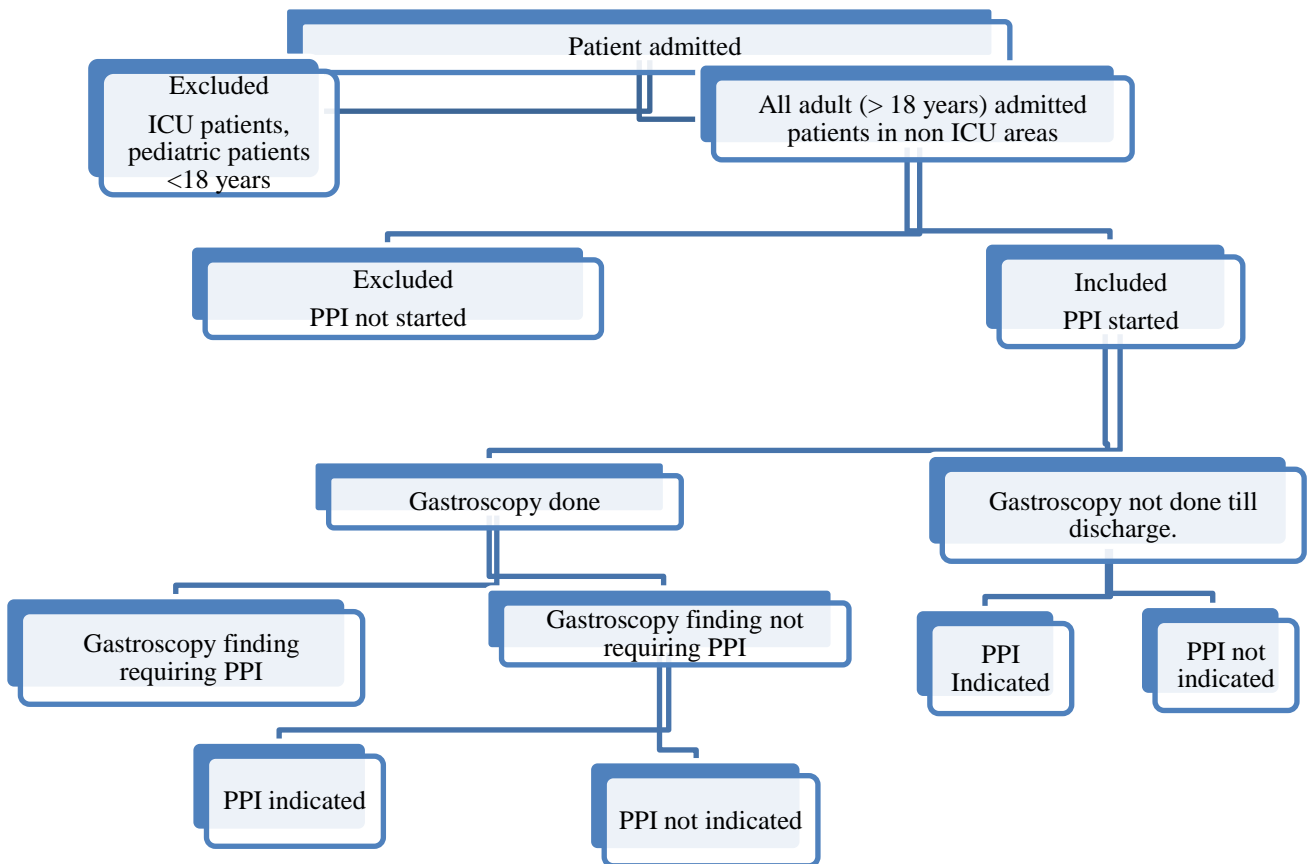 Patient admitted
Excluded
ICU patients,
pediatric patients
<18 years
All adult (> 18 years) admitted
patients in non ICU areas
Excluded
PPI not started
Included
PPI started
Gastroscopy done
Gastroscopy not done till
discharge.
Gastroscopy finding
requiring PPI
Gastroscopy finding not
requiring PPI
PPI
Indicated
PPI not
indicated
PPI indicated
PPI not indicated